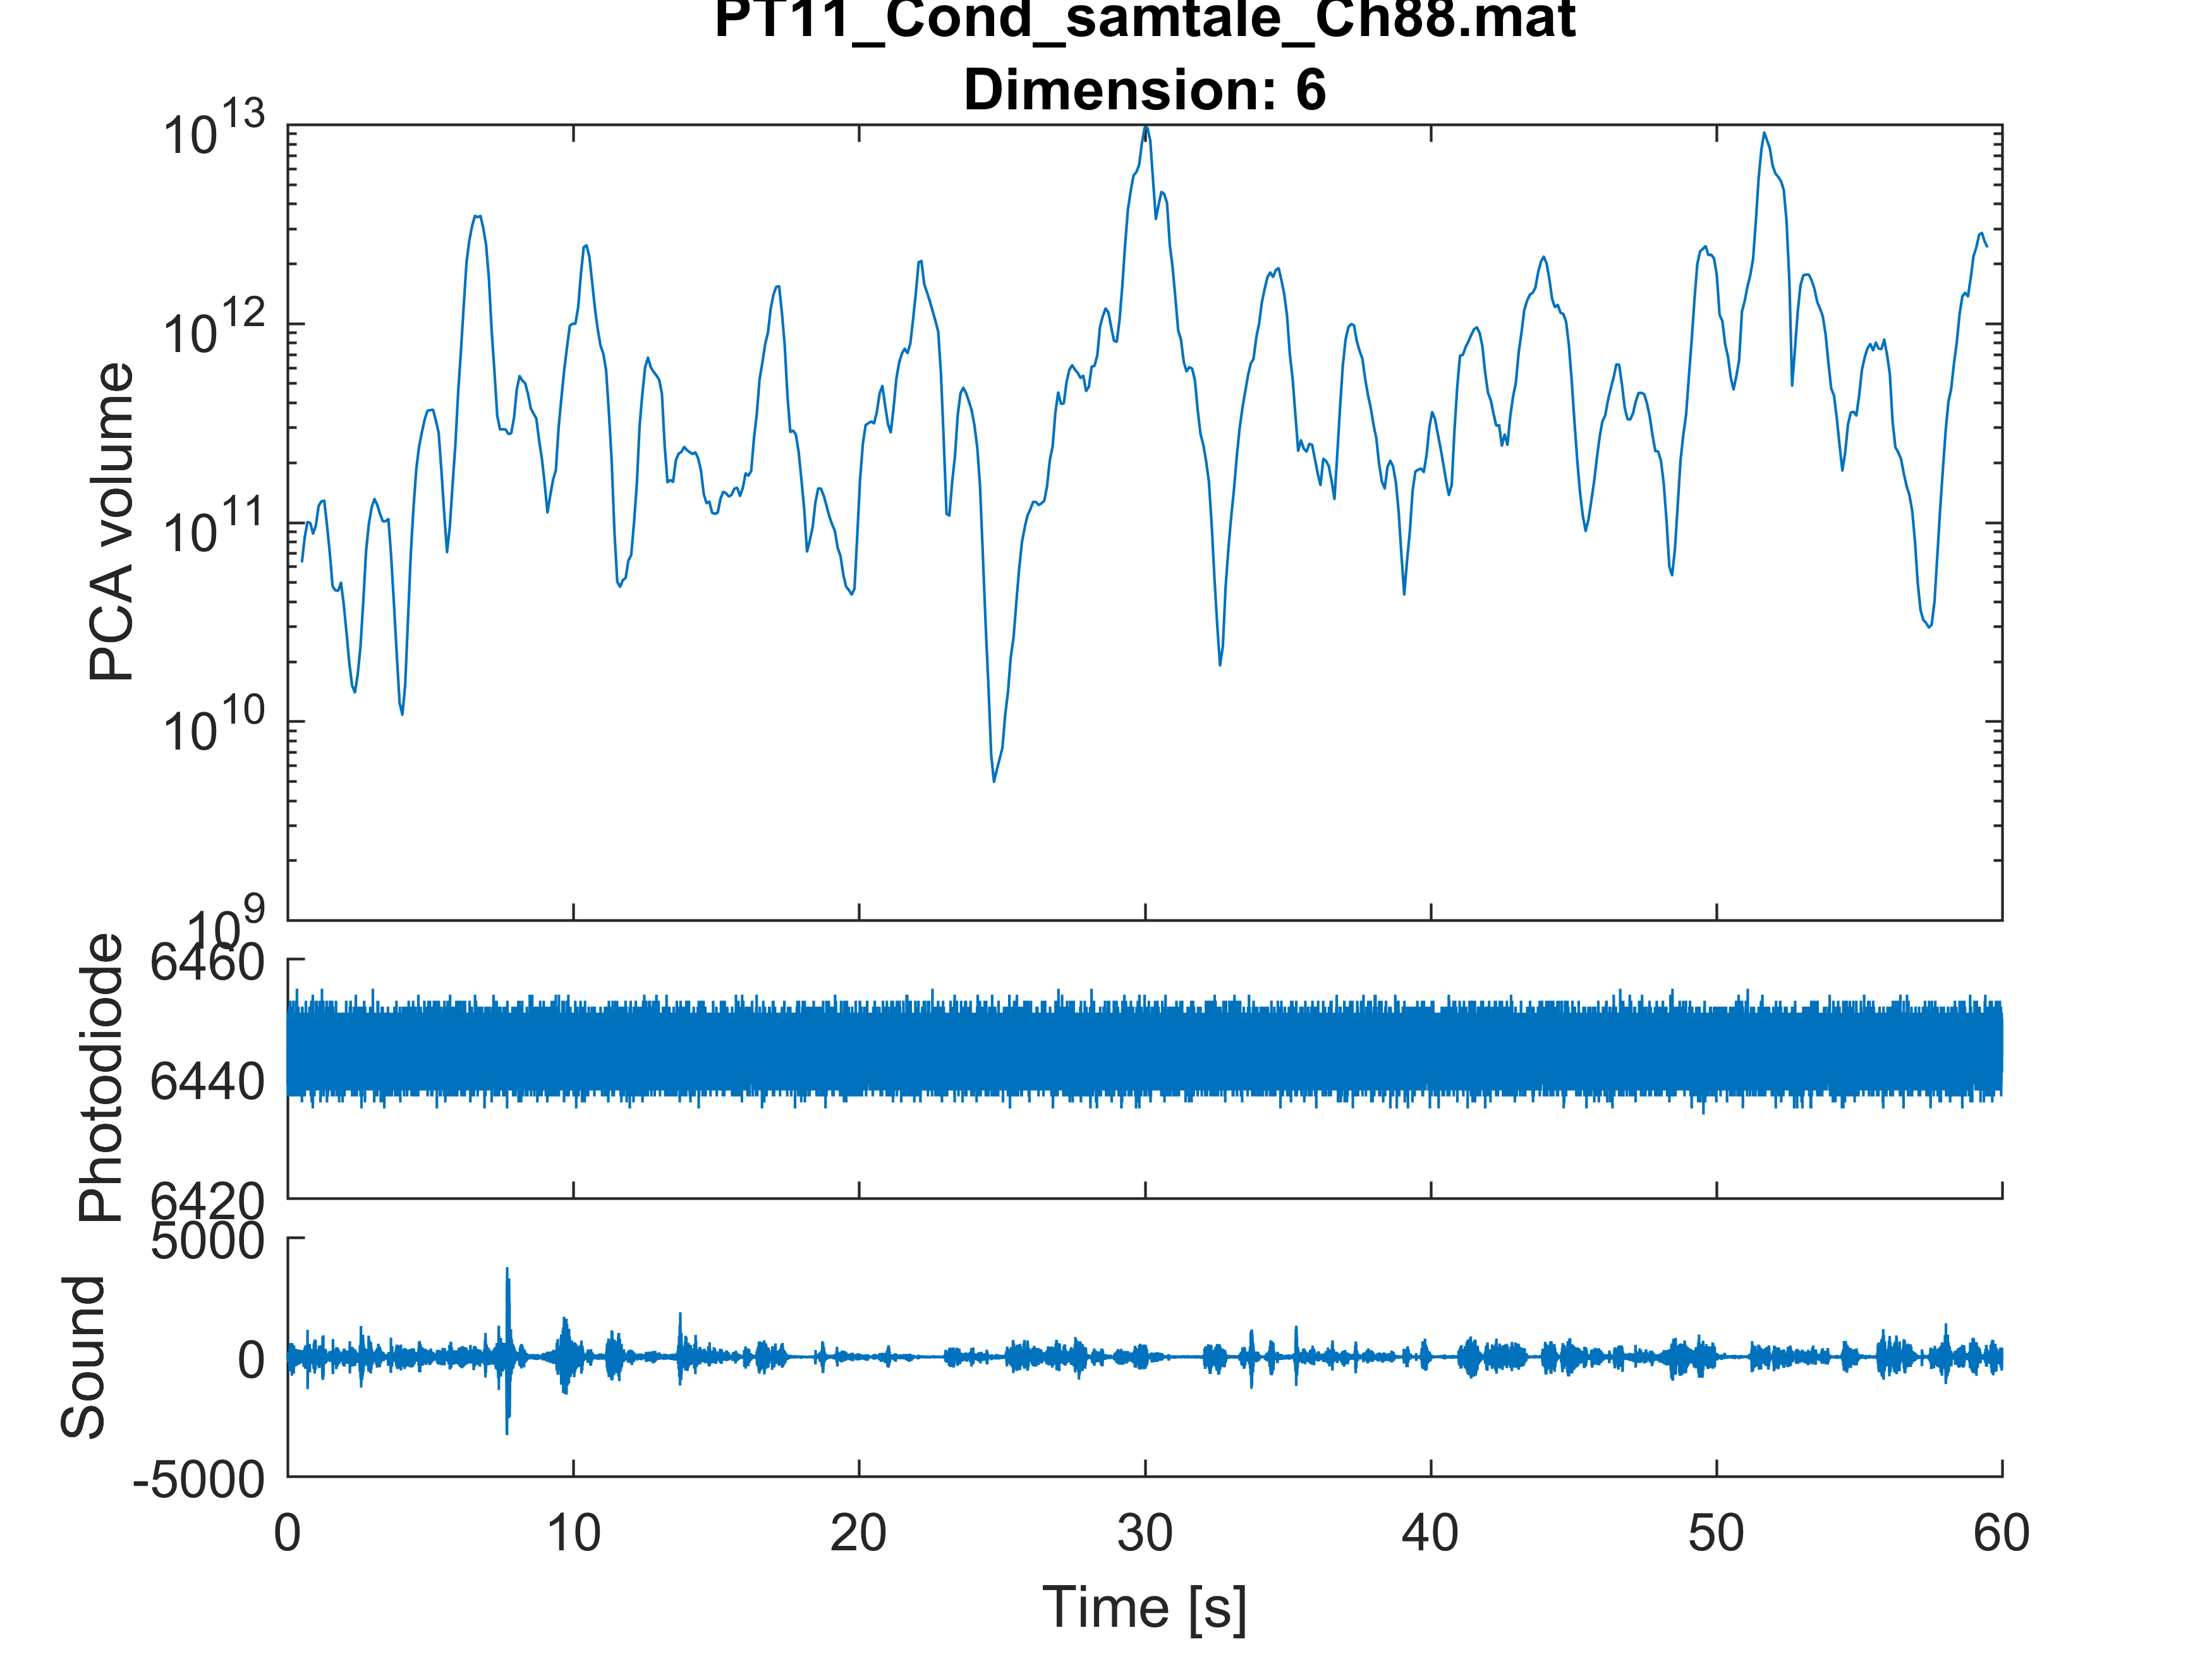 PT11_Cond_samtale_Ch88.mat
Dimension: 6
10^13
10^12
10^11
10^10
10^9
PCA volume
6460
6440
6420
Photodiode
5000
0
-5000
Sound
0 10 20 30 40 50 60
Time [s]